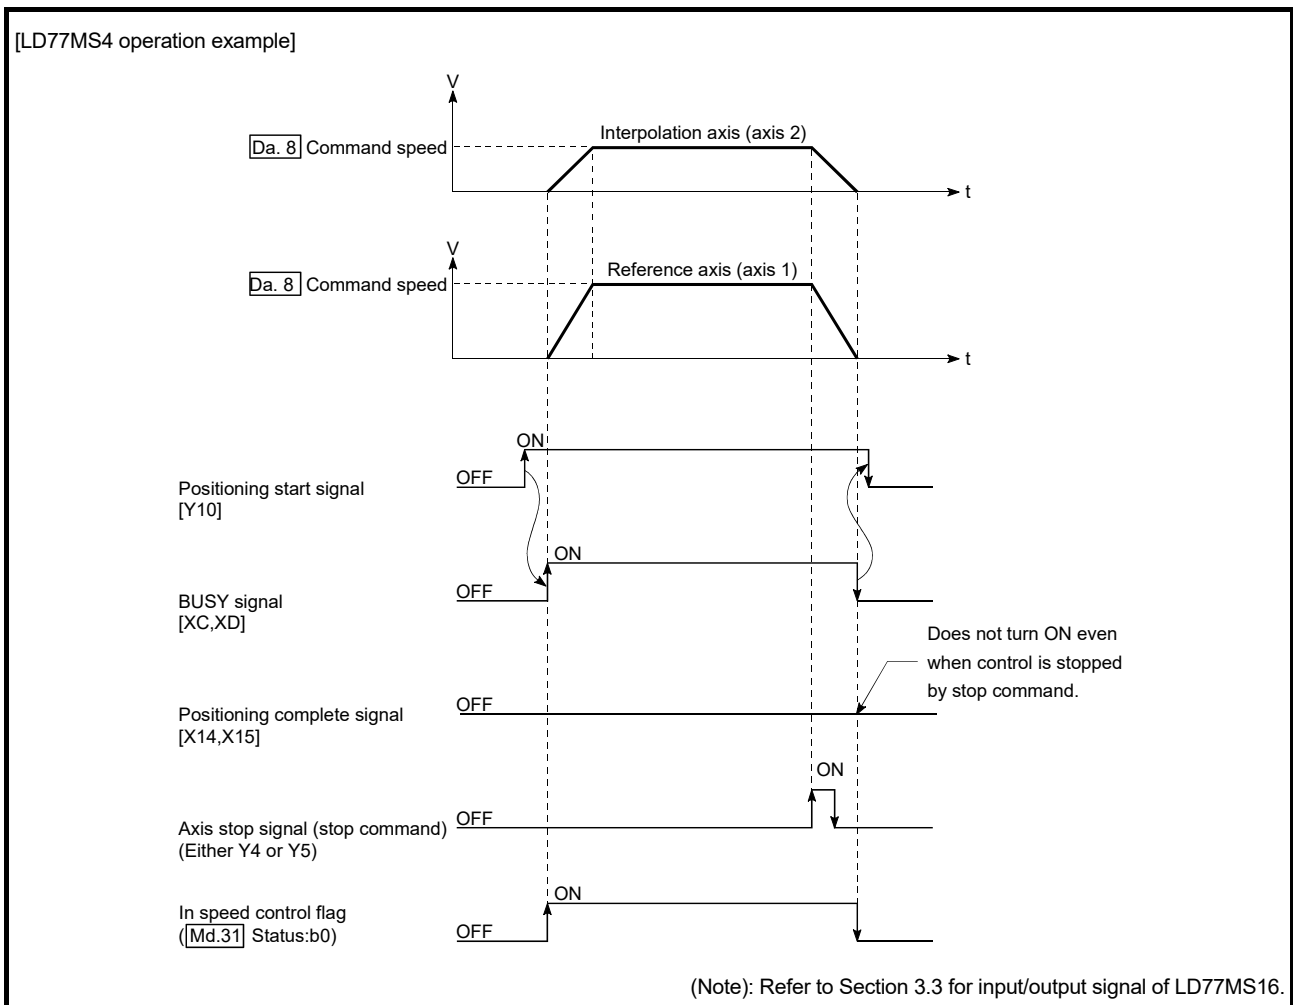 [LD77MS4 operation example]
V
Interpolation axis (axis 2)
Da. 8 Command speed
t
V
Reference axis (axis 1)
Da. 8 Command speed
t
ON
OFF
Positioning start signal
[Y10]
ON
OFF
BUSY signal
[XC,XD]
Does not turn ON even
when control is stopped
by stop command.
OFF
Positioning complete signal
[X14,X15]
ON
OFF
Axis stop signal (stop command)
(Either Y4 or Y5)
ON
In speed control flag
OFF
(Md.31 Status:b0)
(Note): Refer to Section 3.3 for input/output signal of LD77MS16.